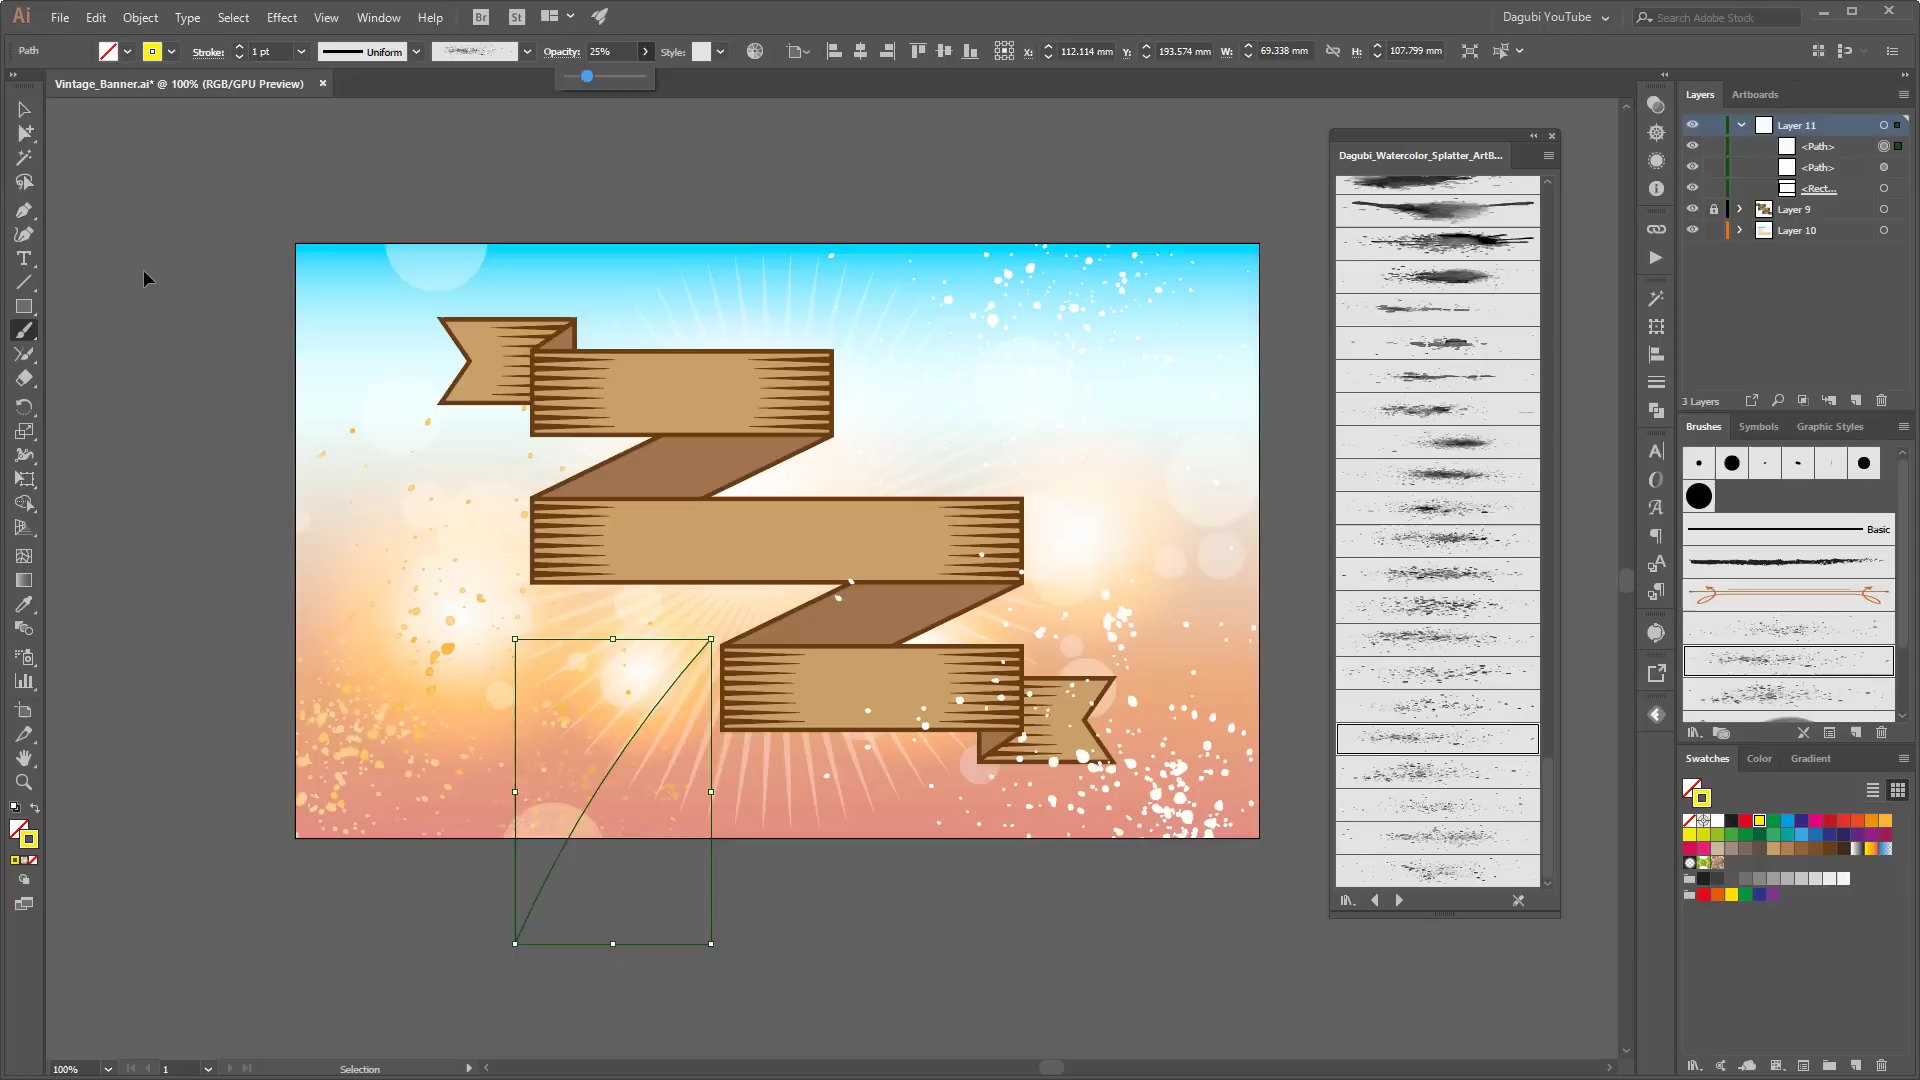 Ai File Edit Object Type Select Effect View Window Help Br St Dagubi YouTube Search Adobe Stock
Path Stroke: 1 pt Uniform Opacity: 25% Style: X: 112.114 mm Y: 193.574 mm W: 69.338 mm H: 107.799 mm
Vintage_Banner.ai* @ 100% (RGB/GPU Preview)
Layers Artboards
Layer 11
<Path>
<Path>
<Rect...
Layer 9
Layer 10
3 Layers
Dagubi_Watercolor_Splatter_ArtB...
Brushes Symbols Graphic Styles
Basic
Swatches Color Gradient
100% 1 Selection